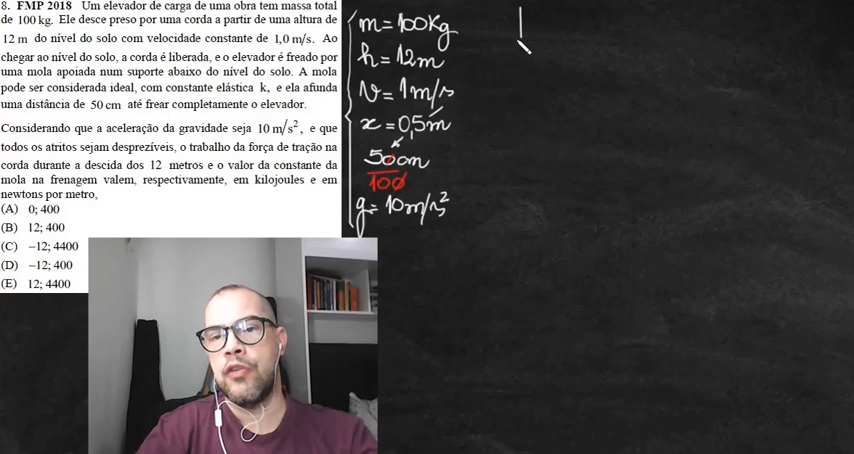 8. FMP 2018 Um elevador de carga de uma obra tem massa total
de 100 kg. Ele desce preso por uma corda a partir de uma altura de
12 m do nível do solo com velocidade constante de 1,0 m/s. Ao
chegar ao nível do solo, a corda é liberada, e o elevador é freado por
uma mola apoiada num suporte abaixo do nível do solo. A mola
pode ser considerada ideal, com constante elástica k, e ela afunda
uma distância de 50 cm até frear completamente o elevador.
Considerando que a aceleração da gravidade seja 10 m/s², e que
todos os atritos sejam desprezíveis, o trabalho da força de tração na
corda durante a descida dos 12 metros e o valor da constante da
mola na frenagem valem, respectivamente, em kilojoules e em
newtons por metro,
(A) 0; 400
(B) 12; 400
(C) −12; 4400
(D) −12; 400
(E) 12; 4400
m = 100Kg
h = 12m
v = 1m/s
x = 0,5m
50cm
100
g = 10m/s²